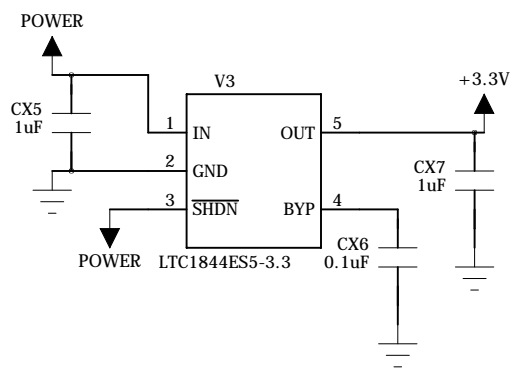 POWER
V3
+3.3V
CX5
1uF
1
IN
OUT
5
2
GND
CX7
1uF
3
SHDN
BYP
4
POWER
LTC1844ES5-3.3
CX6
0.1uF